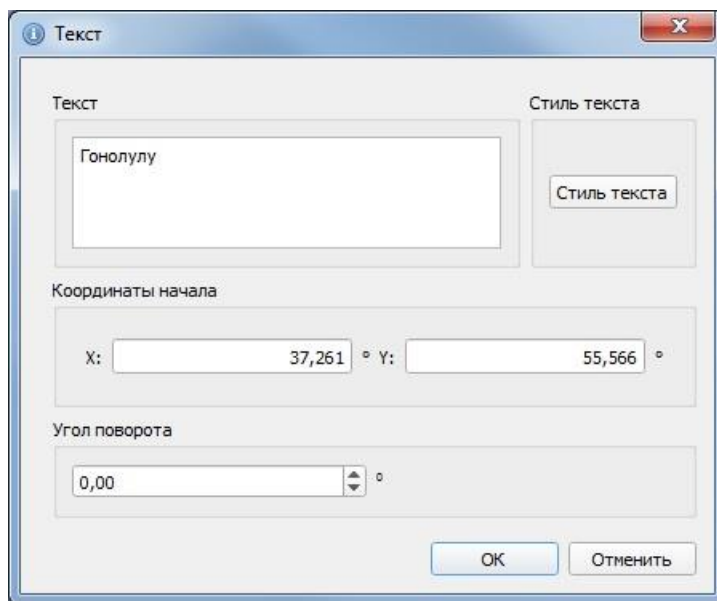 Текст
Текст
Стиль текста
Гонолулу
Стиль текста
Координаты начала
X: 37,261 ° Y: 55,566 °
Угол поворота
0,00 °
OK
Отменить